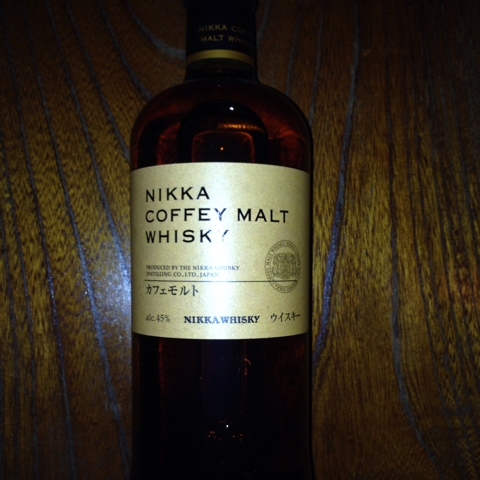 NIKKA COFFEY
MALT WHISKY
NIKKA
COFFEY MALT
WHISKY
PRODUCED BY THE NIKKA WHISKY
DISTILLING CO., LTD., JAPAN
カフェモルト
alc.45% NIKKA WHISKY ウイスキー